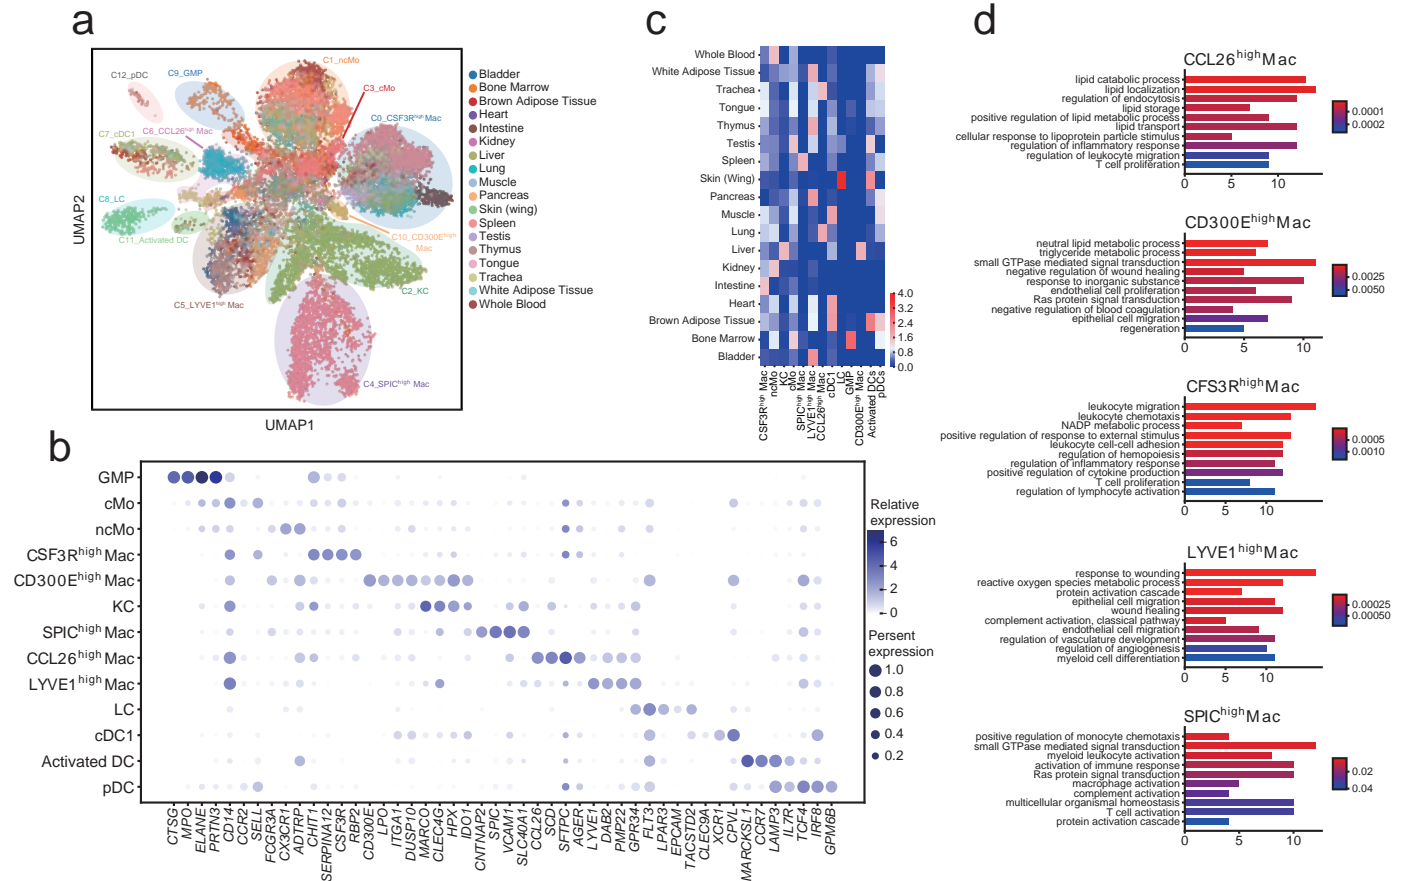 a
C12_pDC
C9_GMP
C1_ncMo
C3_cMo
C0_CSF3Rhigh Mac
C7_cDC1
C6_CCL26high Mac
C8_LC
C11_Activated DC
C10_CD300Ehigh
Mac
C5_LYVE1high Mac
C2_KC
C4_SPIChigh Mac
UMAP2
UMAP1
Bladder
Bone Marrow
Brown Adipose Tissue
Heart
Intestine
Kidney
Liver
Lung
Muscle
Pancreas
Skin (wing)
Spleen
Testis
Thymus
Tongue
Trachea
White Adipose Tissue
Whole Blood
c
Whole Blood
White Adipose Tissue
Trachea
Tongue
Thymus
Testis
Spleen
Skin (Wing)
Pancreas
Muscle
Lung
Liver
Kidney
Intestine
Heart
Brown Adipose Tissue
Bone Marrow
Bladder
CSF3Rhigh Mac
ncMo
KC
cMo
SPIChigh Mac
LYVE1high Mac
CCL26high Mac
cDC1
LC
GMP
CD300Ehigh Mac
Activated DCs
pDCs
4.0
3.2
2.4
1.6
0.8
0.0
b
GMP
cMo
ncMo
CSF3Rhigh Mac
CD300Ehigh Mac
KC
SPIChigh Mac
CCL26high Mac
LYVE1high Mac
LC
cDC1
Activated DC
pDC
CTSG
MPO
ELANE
PRTN3
CD14
CCR2
SELL
FCGR3A
CX3CR1
ADTRP
CHIT1
SERPINA12
CSF3R
RBP2
CD300E
LPO
ITGA1
DUSP10
MARCO
CLEC4G
HPX
IDO1
CNTNAP2
SPIC
VCAM1
SLC40A1
CCL26
SCD
SFTPC
AGER
LYVE1
DAB2
PMP22
GPR34
FLT3
LPAR3
EPCAM
TACSTD2
CLEC9A
XCR1
CPVL
MARCKSL1
CCR7
LAMP3
IL7R
TCF4
IRF8
GPM6B
Relative
expression
6
4
2
0
Percent
expression
1.0
0.8
0.6
0.4
0.2
d
CCL26highMac
lipid catabolic process
lipid localization
regulation of endocytosis
lipid storage
positive regulation of lipid metabolic process
lipid transport
cellular response to lipoprotein particle stimulus
regulation of inflammatory response
regulation of leukocyte migration
T cell proliferation
0 5 10
0.0001
0.0002
CD300EhighMac
neutral lipid metabolic process
triglyceride metabolic process
small GTPase mediated signal transduction
negative regulation of wound healing
response to inorganic substance
endothelial cell proliferation
Ras protein signal transduction
negative regulation of blood coagulation
epithelial cell migration
regeneration
0 5 10
0.0025
0.0050
CFS3RhighMac
leukocyte migration
leukocyte chemotaxis
NADP metabolic process
positive regulation of response to external stimulus
leukocyte cell-cell adhesion
regulation of hemopoiesis
regulation of inflammatory response
positive regulation of cytokine production
T cell proliferation
regulation of lymphocyte activation
0 5 10
0.0005
0.0010
LYVE1highMac
response to wounding
reactive oxygen species metabolic process
protein activation cascade
epithelial cell migration
wound healing
complement activation, classical pathway
endothelial cell migration
regulation of vasculature development
regulation of angiogenesis
myeloid cell differentiation
0 5 10
0.00025
0.00050
SPIChighMac
positive regulation of monocyte chemotaxis
small GTPase mediated signal transduction
myeloid leukocyte activation
activation of immune response
Ras protein signal transduction
macrophage activation
complement activation
multicellular organismal homeostasis
T cell activation
protein activation cascade
0 5 10
0.02
0.04